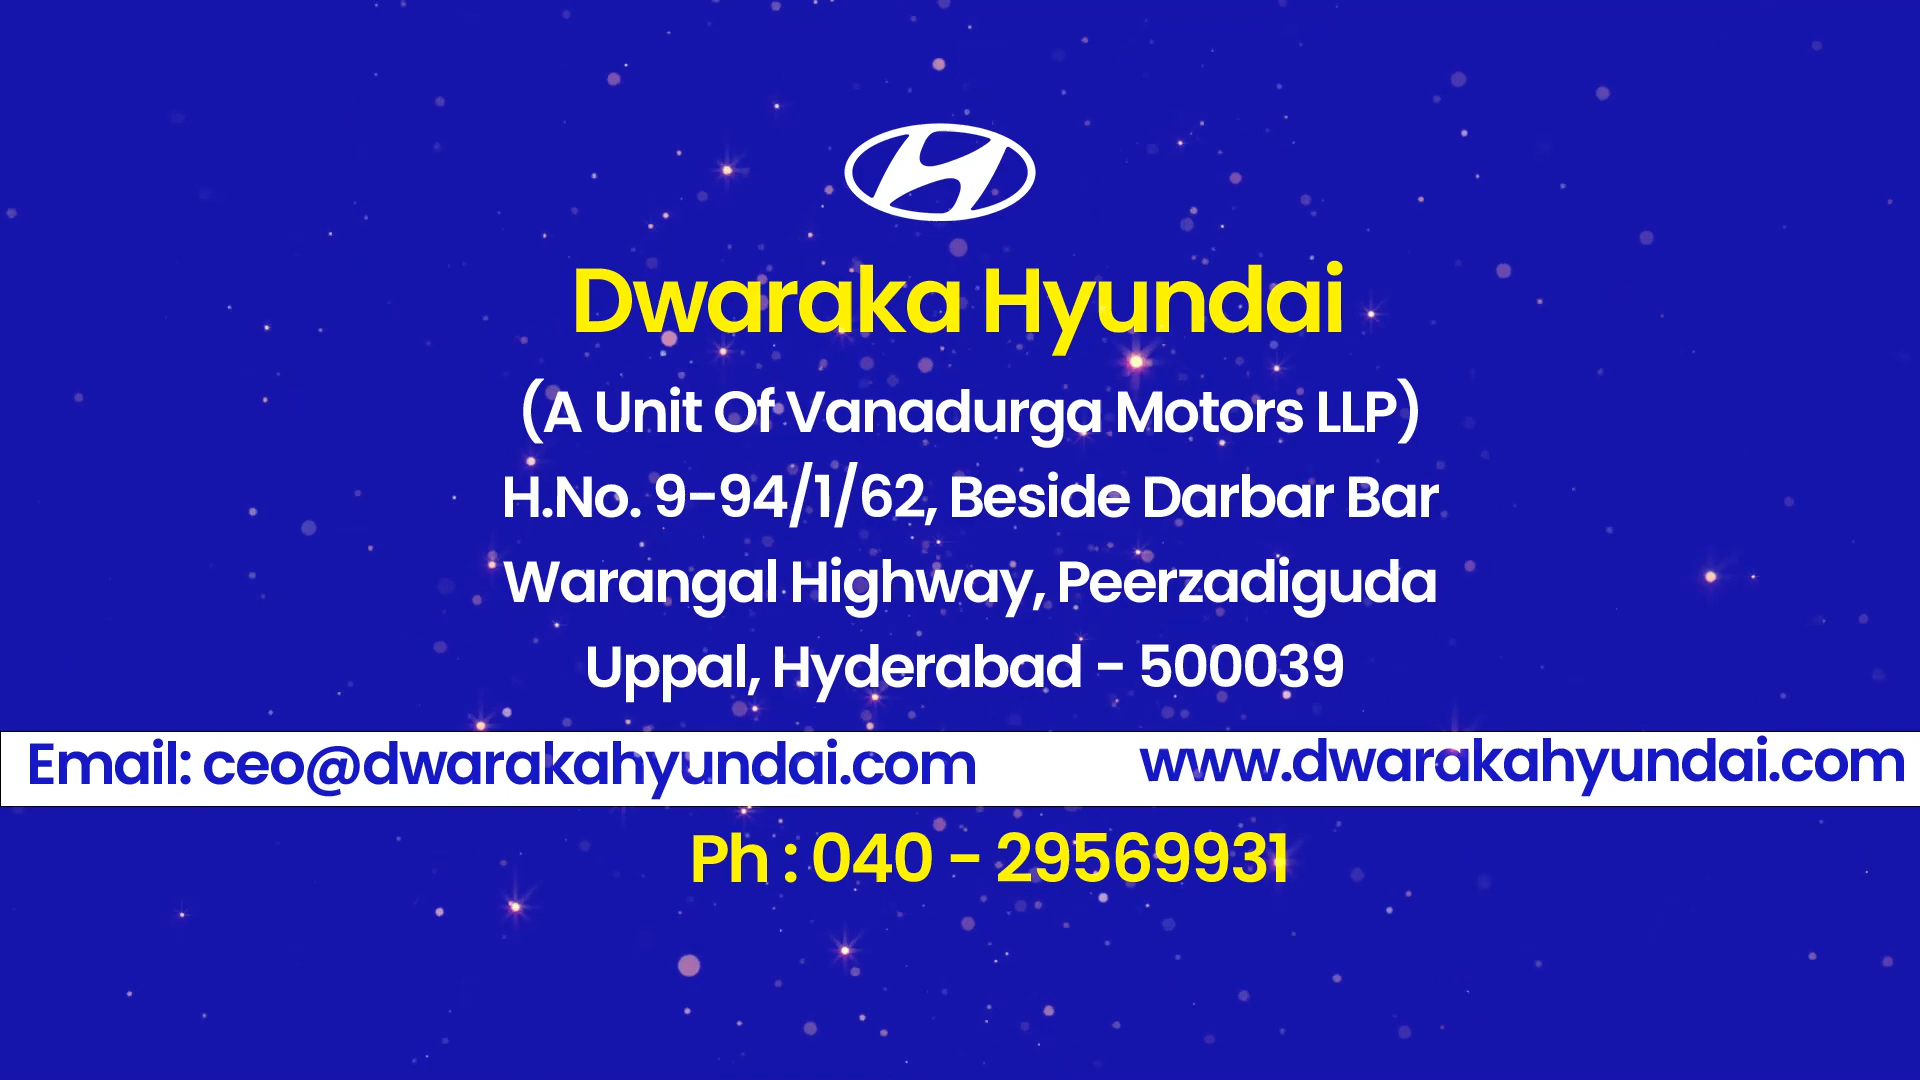 Dwaraka Hyundai
(A Unit Of Vanadurga Motors LLP)
H.No. 9-94/1/62, Beside Darbar Bar
Warangal Highway, Peerzadiguda
Uppal, Hyderabad - 500039
Email: ceo@dwarakahyundai.com www.dwarakahyundai.com
Ph : 040 - 29569931